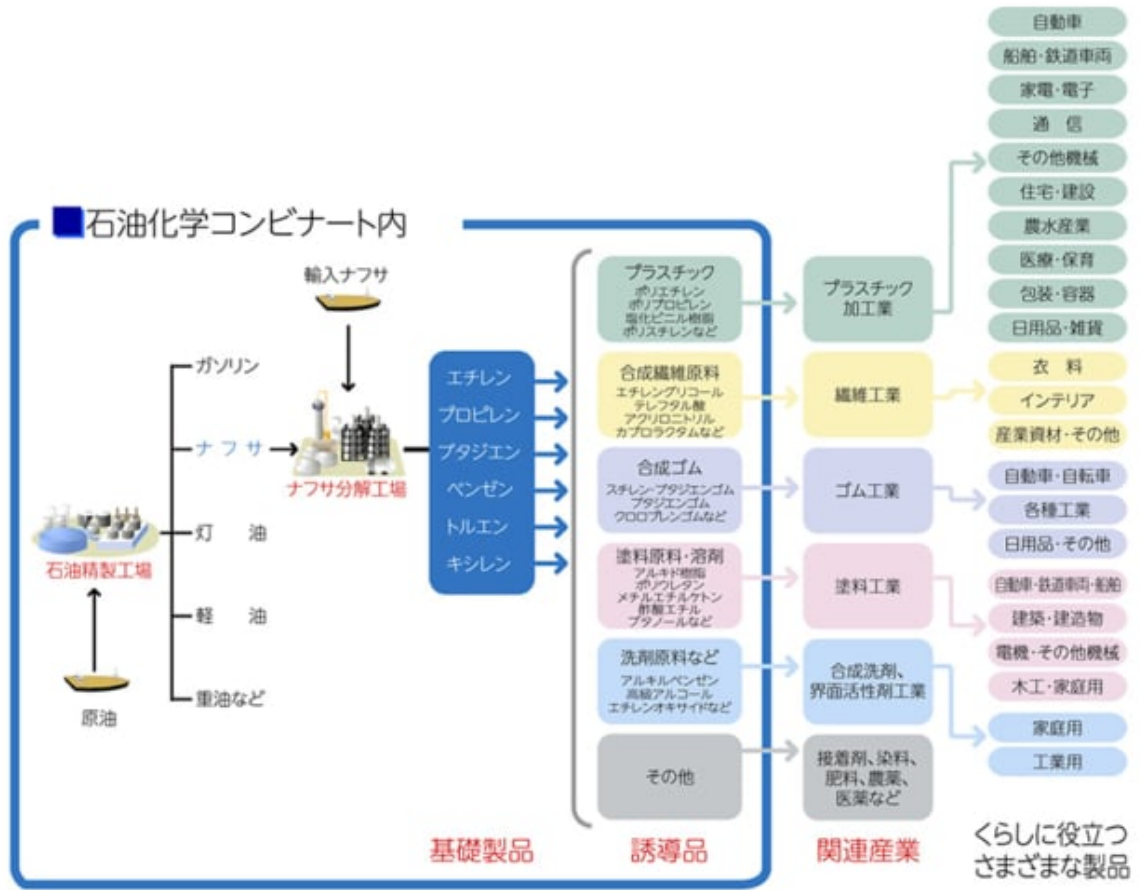 ■石油化学コンビナート内
輸入ナフサ
ガソリン
ナフサ
灯 油
軽 油
重油など
ナフサ分解工場
石油精製工場
原油
エチレン
プロピレン
ブタジエン
ベンゼン
トルエン
キシレン
基礎製品
プラスチック
ポリエチレン
ポリプロピレン
塩化ビニル樹脂
ポリスチレンなど
合成繊維原料
エチレングリコール
テレフタル酸
アクリロニトリル
カプロラクタムなど
合成ゴム
スチレン・ブタジエンゴム
ブタジエンゴム
クロロプレンゴムなど
塗料原料・溶剤
アルキド樹脂
ポリウレタン
メチルエチルケトン
酢酸エチル
ブタノールなど
洗剤原料など
アルキルベンゼン
高級アルコール
エチレンオキサイドなど
その他
誘導品
プラスチック
加工業
繊維工業
ゴム工業
塗料工業
合成洗剤、
界面活性剤工業
接着剤、染料、
肥料、農薬、
医薬など
関連産業
自動車
船舶・鉄道車両
家電・電子
通 信
その他機械
住宅・建設
農水産業
医療・保育
包装・容器
日用品・雑貨
衣 料
インテリア
産業資材・その他
自動車・自転車
各種工業
日用品・その他
自動車・鉄道車両・船舶
建築・建造物
電機・その他機械
木工・家庭用
家庭用
工業用
くらしに役立つ
さまざまな製品